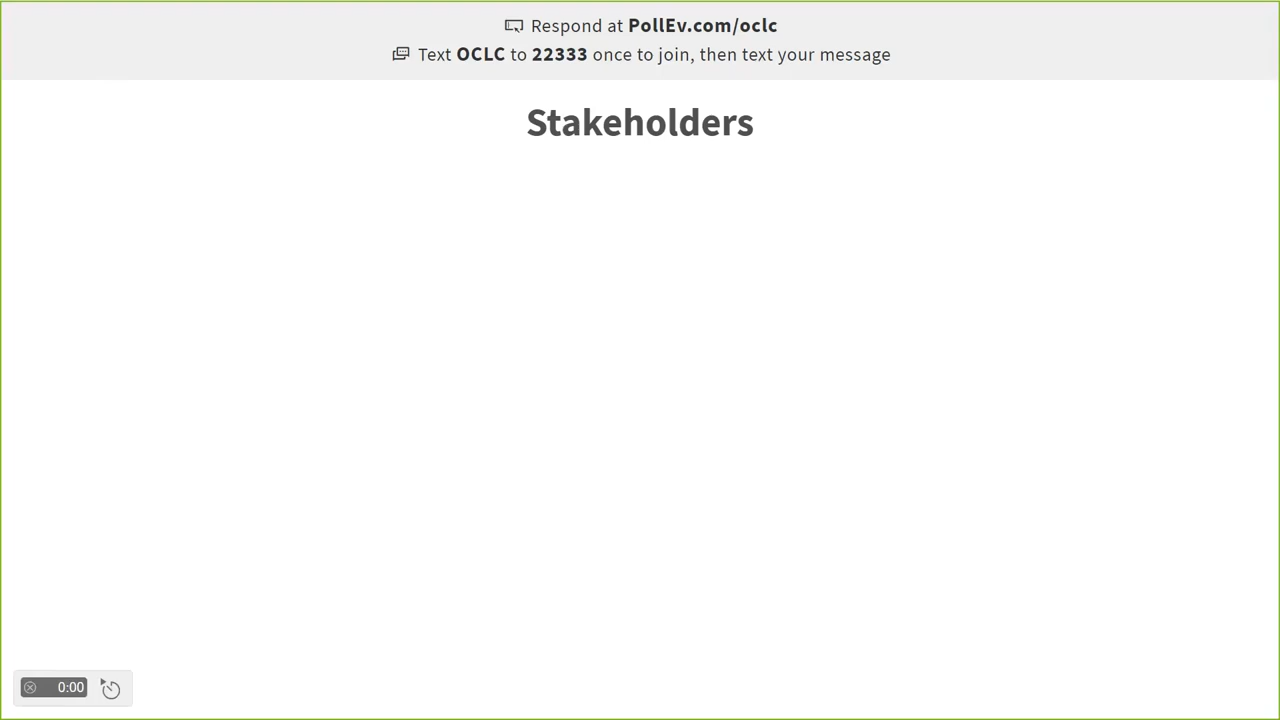 Respond at PollEv.com/oclc
Text OCLC to 22333 once to join, then text your message
Stakeholders
0:00